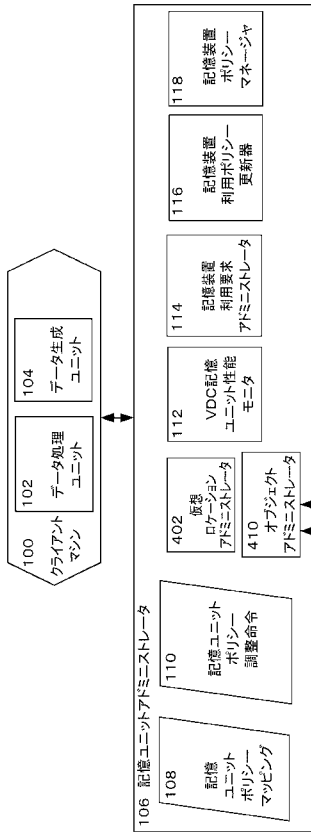 100
クライアント
マシン
102
データ処理
ユニット
104
データ生成
ユニット
106 記憶ユニットアドミニストレータ
108
記憶
ユニット
ポリシー
マッピング
110
記憶ユニット
ポリシー
調整命令
402
仮想
ロケーション
アドミニストレータ
410
オブジェクト
アドミニストレータ
112
VDC記憶
ユニット性能
モニタ
114
記憶装置
利用要求
アドミニストレータ
116
記憶装置
利用ポリシー
更新器
118
記憶装置
ポリシー
マネージャ